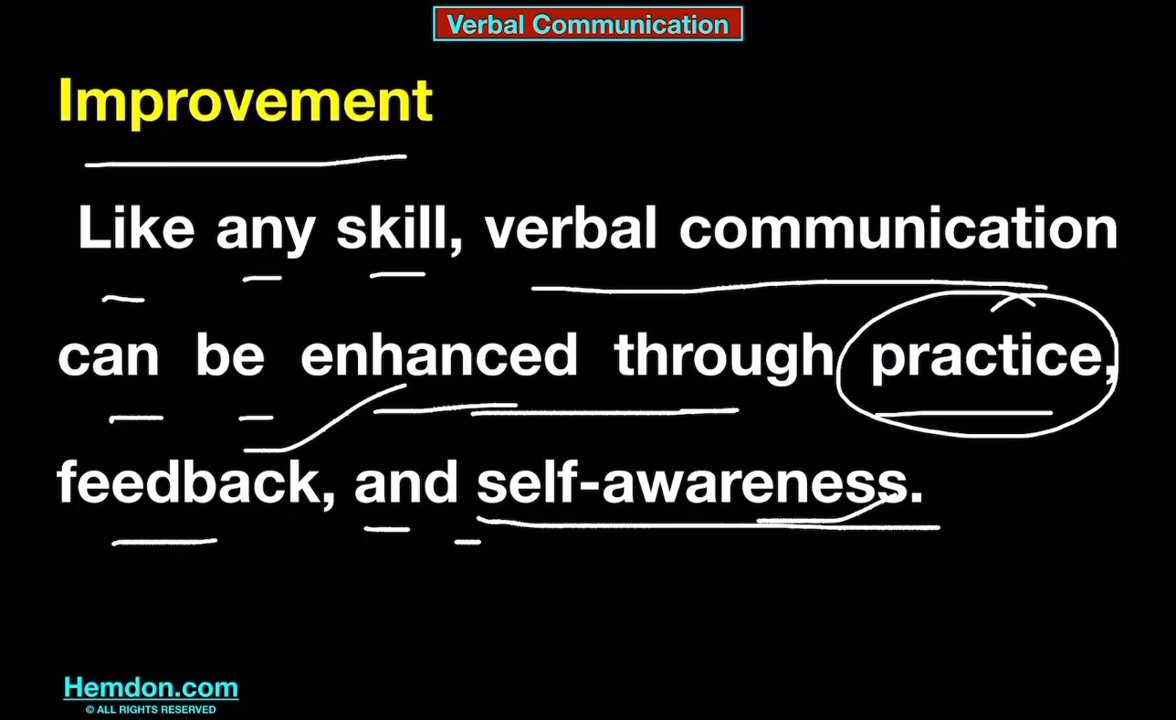 Verbal Communication
Improvement
Like any skill, verbal communication
can be enhanced through practice,
feedback, and self-awareness.
Hemdon.com
© ALL RIGHTS RESERVED